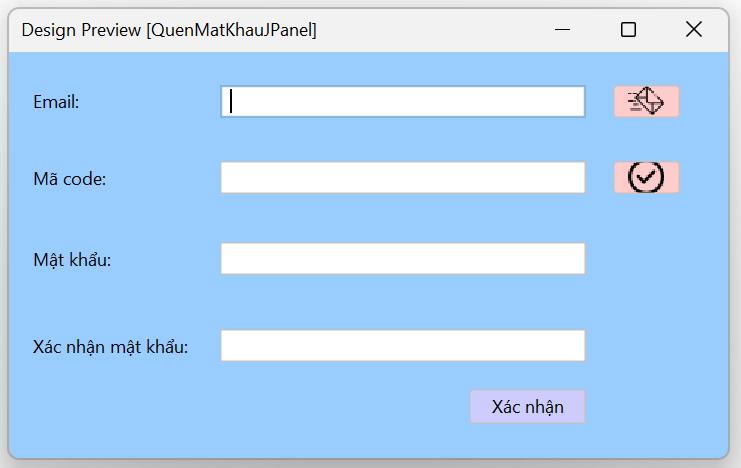 Design Preview [QuenMatKhauJPanel]
Email:
Mã code:
Mật khẩu:
Xác nhận mật khẩu:
Xác nhận